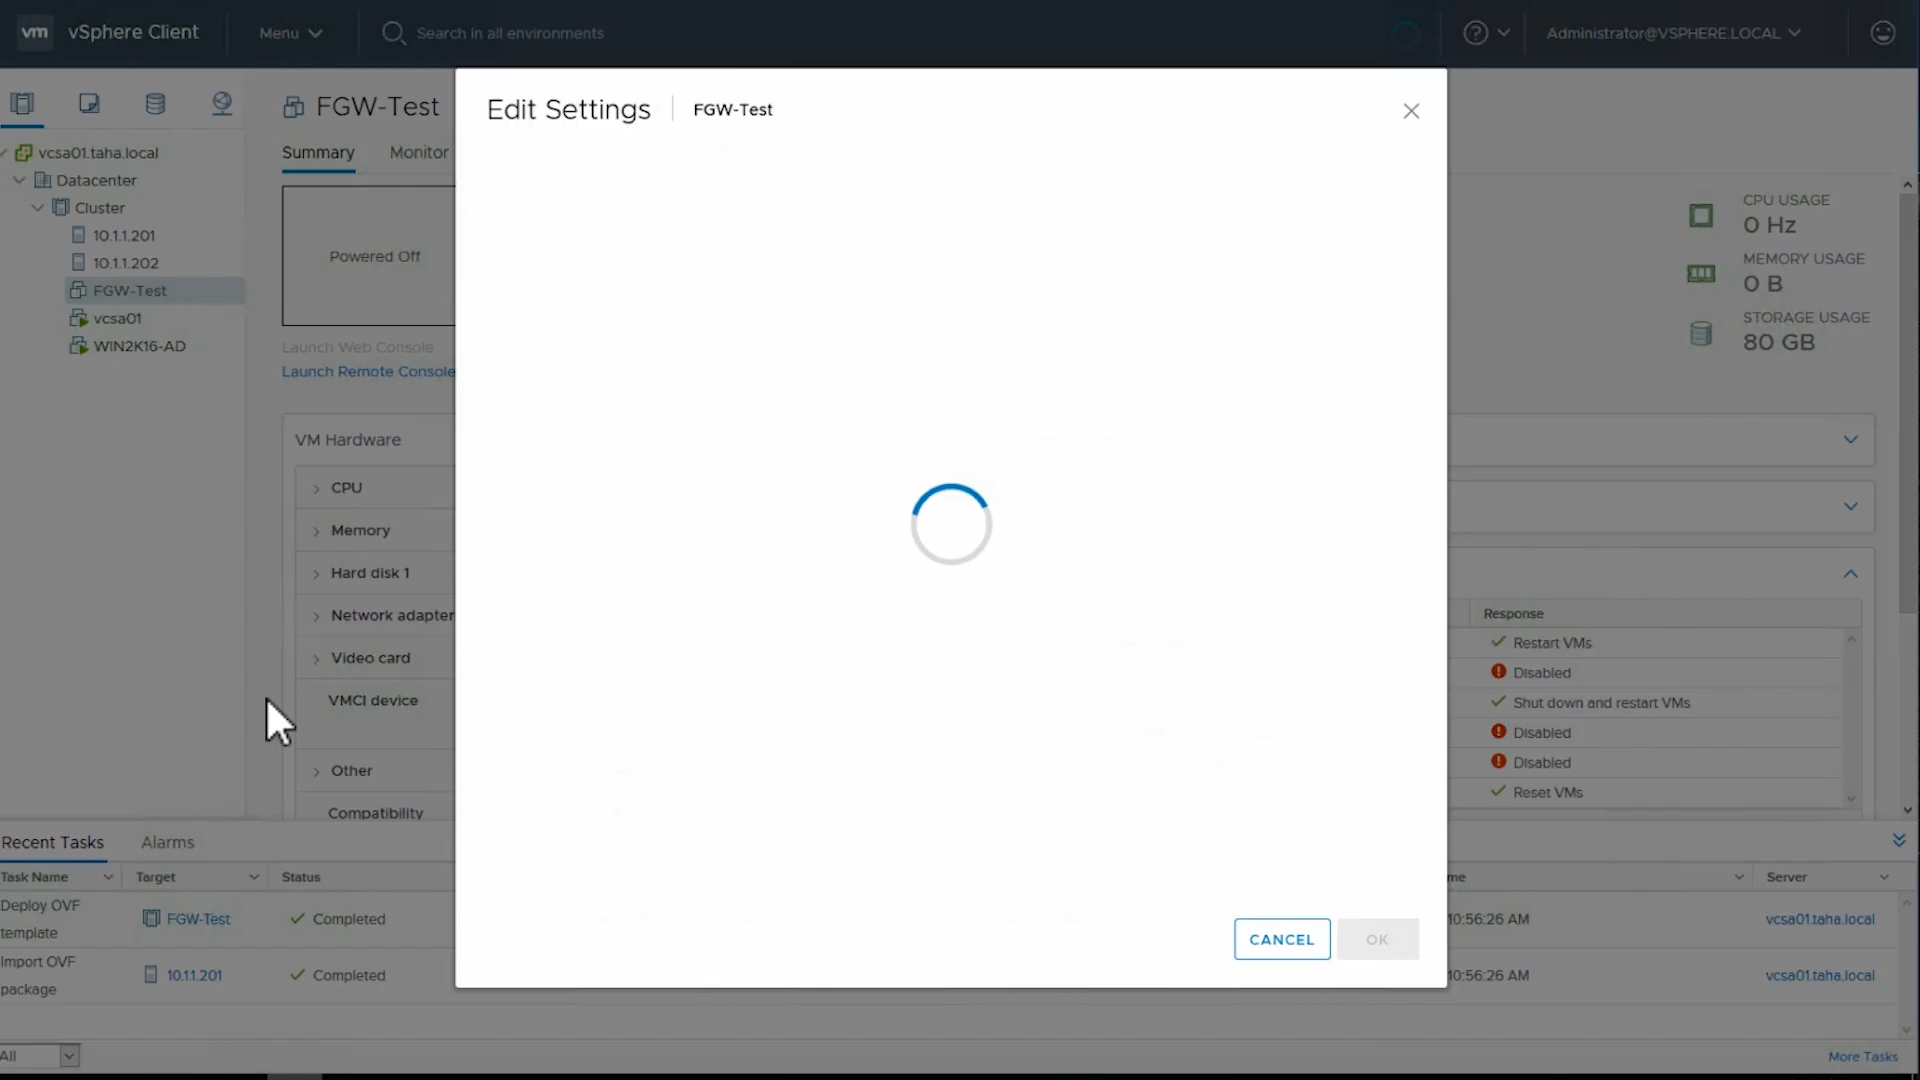 vm vSphere Client Menu Search in all environments Administrator@VSPHERE.LOCAL
Edit Settings FGW-Test
FGW-Test
Summary Monitor
vcsa01.taha.local
Datacenter
Cluster
10.1.1.201
10.1.1.202
FGW-Test
vcsa01
WIN2K16-AD
Powered Off
Launch Web Console
Launch Remote Console
CPU USAGE
0 Hz
MEMORY USAGE
0 B
STORAGE USAGE
80 GB
VM Hardware
CPU
Memory
Hard disk 1
Network adapter
Video card
VMCI device
Other
Compatibility
Response
Restart VMs
Disabled
Shut down and restart VMs
Disabled
Disabled
Reset VMs
CANCEL OK
Recent Tasks Alarms
Task Name Target Status me Server
Deploy OVF
template
FGW-Test Completed 10:56:26 AM vcsa01.taha.local
Import OVF
package
10.1.1.201 Completed 10:56:26 AM vcsa01.taha.local
All More Tasks